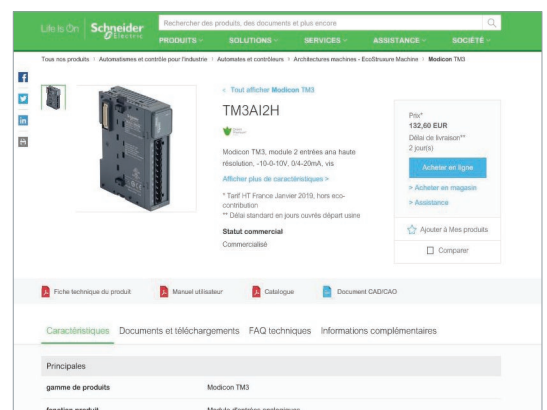 Life Is On Schneider Electric
Rechercher des produits, des documents et plus encore
PRODUITS SOLUTIONS SERVICES ASSISTANCE SOCIÉTÉ
Tous nos produits Automatismes et contrôle pour l'industrie Automates et contrôleurs Architectures machines - EcoStruxure Machine Modicon TM3
< Tout afficher Modicon TM3
TM3AI2H
Modicon TM3, module 2 entrées ana haute
résolution, -10-0-10V, 0/4-20mA, vis
Afficher plus de caractéristiques >
* Tarif HT France Janvier 2019, hors eco-
contribution
** Délai standard en jours ouvrés départ usine
Statut commercial
Commercialisé
Prix*
132,60 EUR
Délai de livraison**
2 jour(s)
Acheter en ligne
> Acheter en magasin
> Assistance
Ajouter à Mes produits
Comparer
Fiche technique du produit Manuel utilisateur Catalogue Document CAD/CAO
Caractéristiques Documents et téléchargements FAQ techniques Informations complémentaires
Principales
gamme de produits Modicon TM3
fonction produit Module d'entrées analogiques